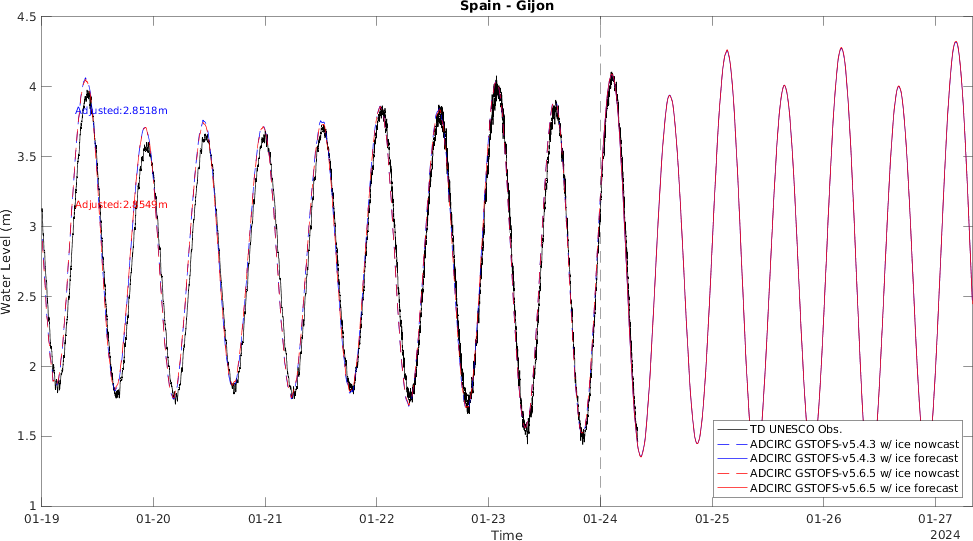 Spain - Gijon
4.5
4
3.5
3
2.5
2
1.5
1
Water Level (m)
Adjusted:2.8518m
Adjusted:2.8549m
TD UNESCO Obs.
ADCIRC GSTOFS-v5.4.3 w/ ice nowcast
ADCIRC GSTOFS-v5.4.3 w/ ice forecast
ADCIRC GSTOFS-v5.6.5 w/ ice nowcast
ADCIRC GSTOFS-v5.6.5 w/ ice forecast
01-19 01-20 01-21 01-22 01-23 01-24 01-25 01-26 01-27
Time
2024